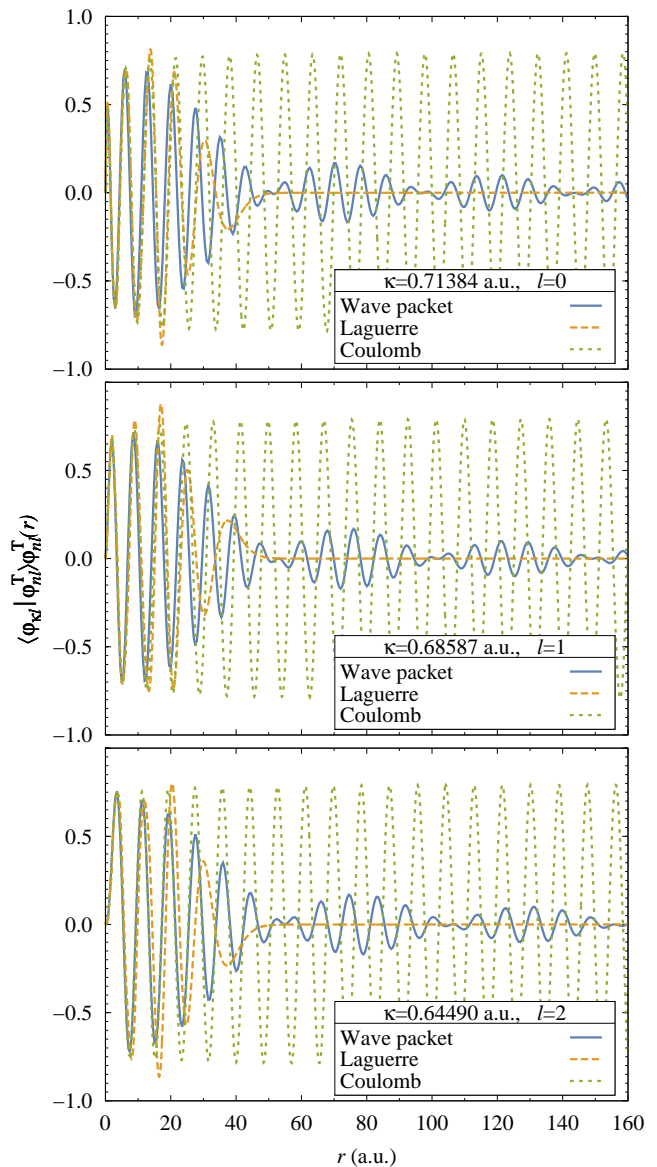 1.0
0.5
0.0
−0.5
−1.0
κ=0.71384 a.u., l=0
Wave packet
Laguerre
Coulomb
0.5
0.0
−0.5
−1.0
κ=0.68587 a.u., l=1
Wave packet
Laguerre
Coulomb
⟨φκl|φᵀnl⟩φᵀnl(r)
0.5
0.0
−0.5
−1.0
κ=0.64490 a.u., l=2
Wave packet
Laguerre
Coulomb
0 20 40 60 80 100 120 140 160
r (a.u.)